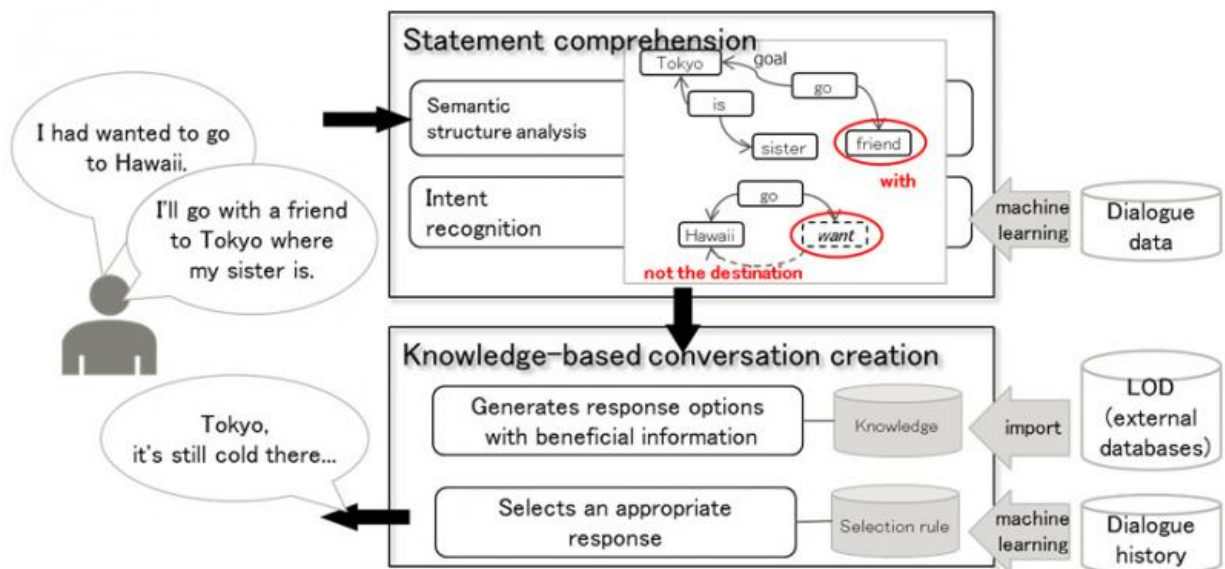 Statement comprehension
I had wanted to go
to Hawaii.
I'll go with a friend
to Tokyo where
my sister is.
Semantic
structure analysis
Tokyo
goal
go
is
sister
friend
with
Intent
recognition
go
Hawaii
want
not the destination
machine
learning
Dialogue
data
Knowledge-based conversation creation
Generates response options
with beneficial information
Knowledge
import
LOD
(external
databases)
Tokyo,
it's still cold there...
Selects an appropriate
response
Selection rule
machine
learning
Dialogue
history